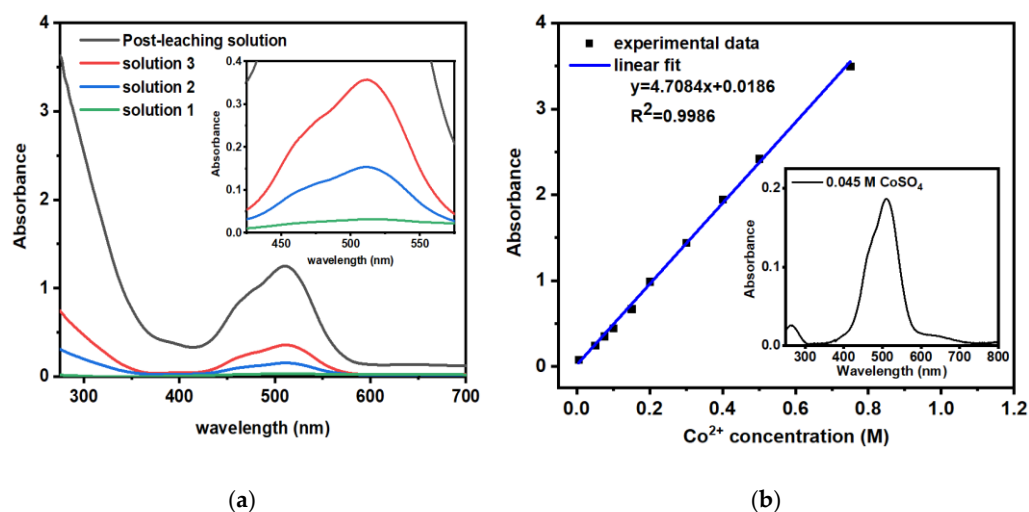 4
3
2
1
0
300
400
500
600
700
Absorbance
wavelength (nm)
Post-leaching solution
solution 3
solution 2
solution 1
0.4
0.3
0.2
0.1
0.0
450
500
550
Absorbance
wavelength (nm)
(a)
4
3
2
1
0
0.0
0.2
0.4
0.6
0.8
1.0
1.2
Absorbance
Co²⁺ concentration (M)
experimental data
linear fit
y=4.7084x+0.0186
R²=0.9986
0.045 M CoSO₄
0.2
0.1
0.0
300
400
500
600
700
800
Absorbance
Wavelength (nm)
(b)